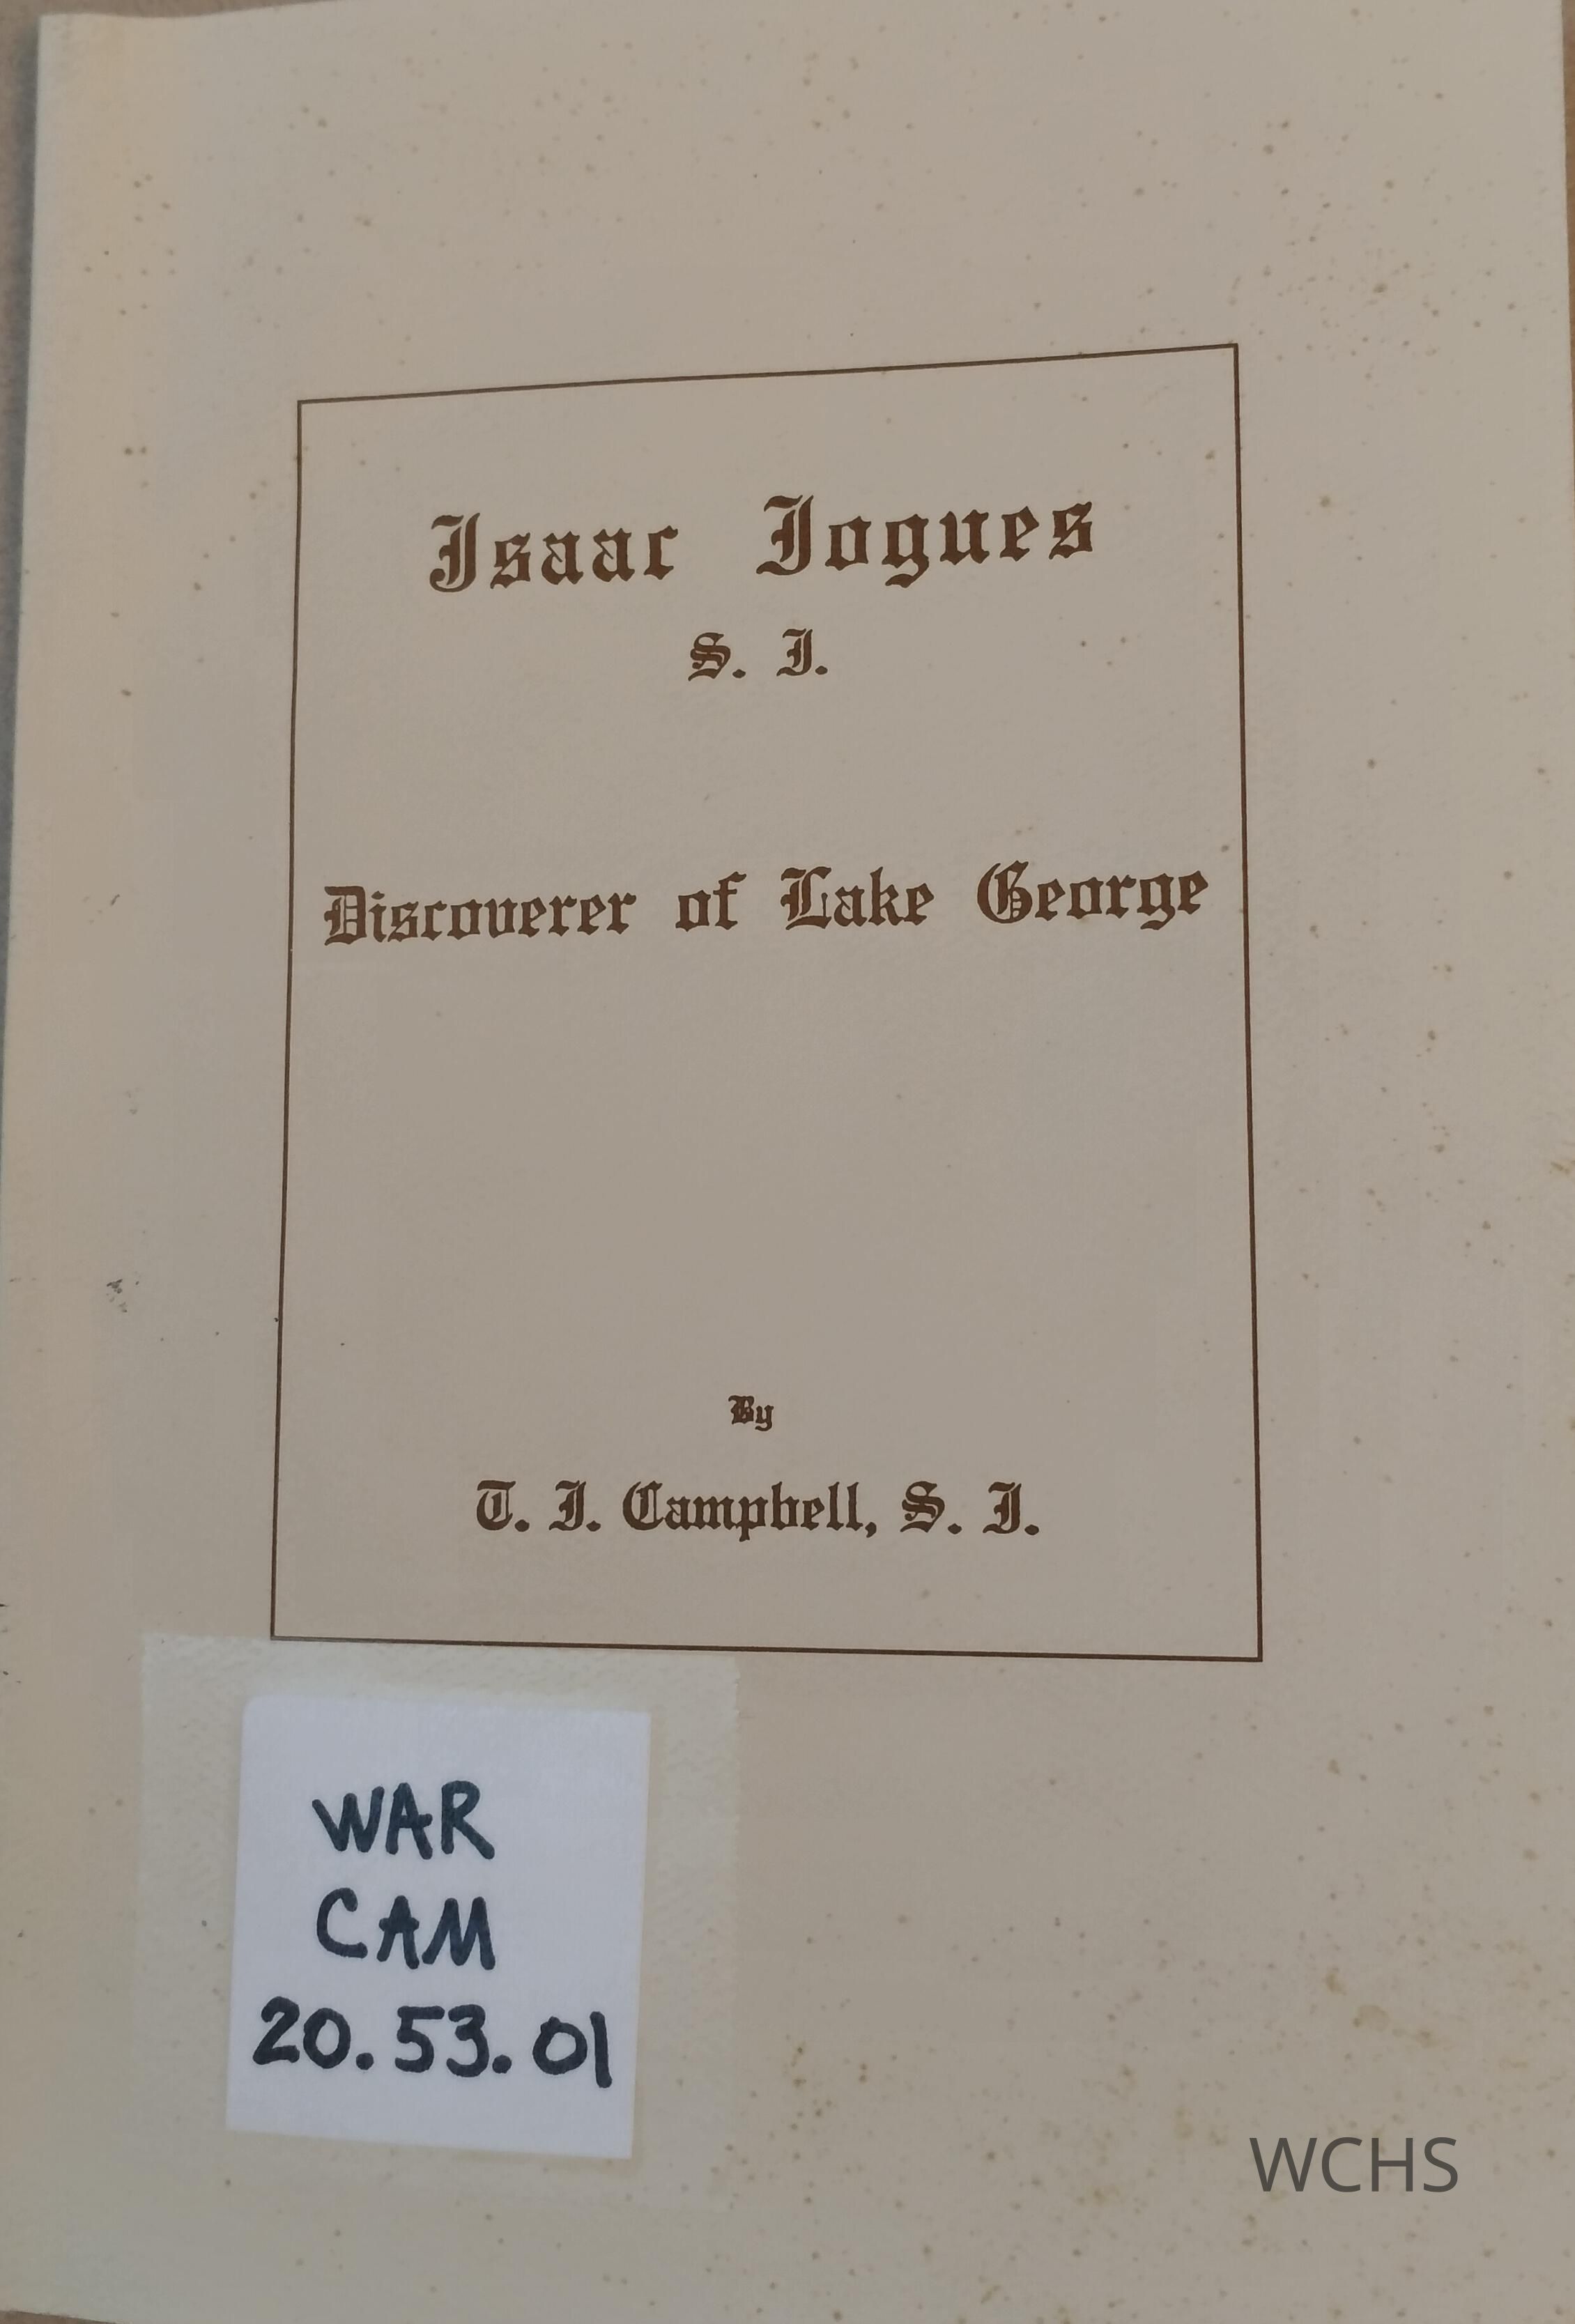 Isaac Jogues
S. J.
Discoverer of Lake George
By
T. J. Campbell, S. J.
WAR
CAM
20.53.01
WCHS